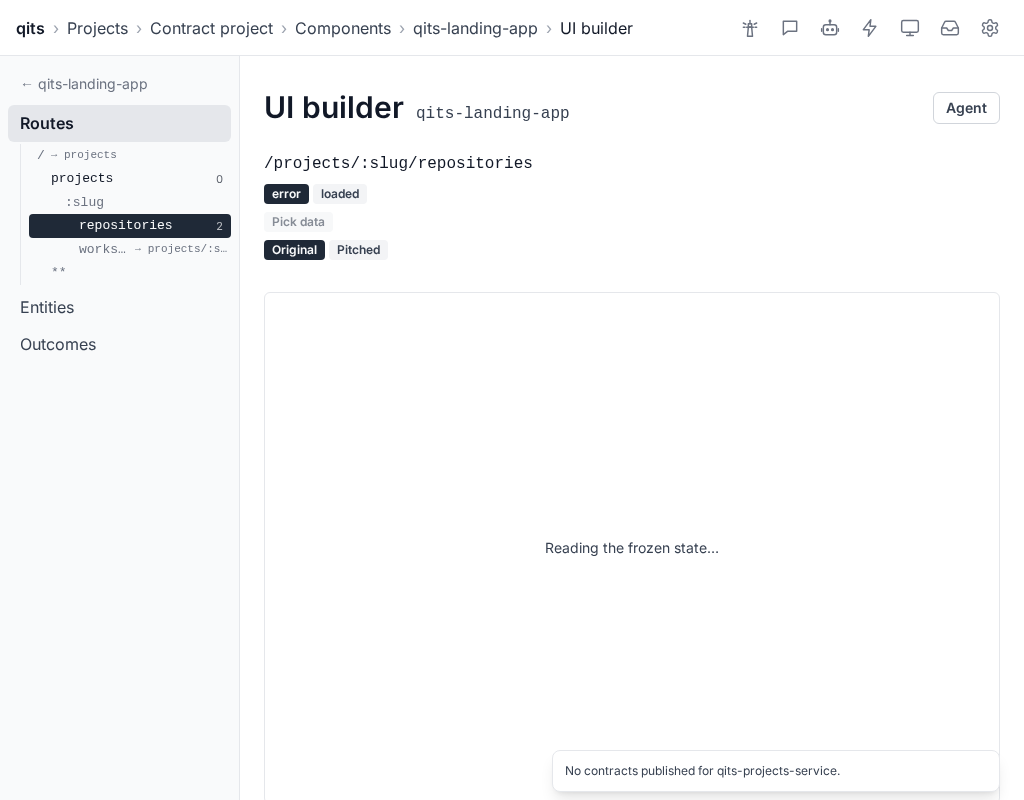 qits › Projects › Contract project › Components › qits-landing-app › UI builder
← qits-landing-app
Routes
/ → projects
projects 0
:slug
repositories 2
works… → projects/:s…
**
Entities
Outcomes
UI builder qits-landing-app
Agent
/projects/:slug/repositories
error loaded
Pick data
Original Pitched
Reading the frozen state...
No contracts published for qits-projects-service.